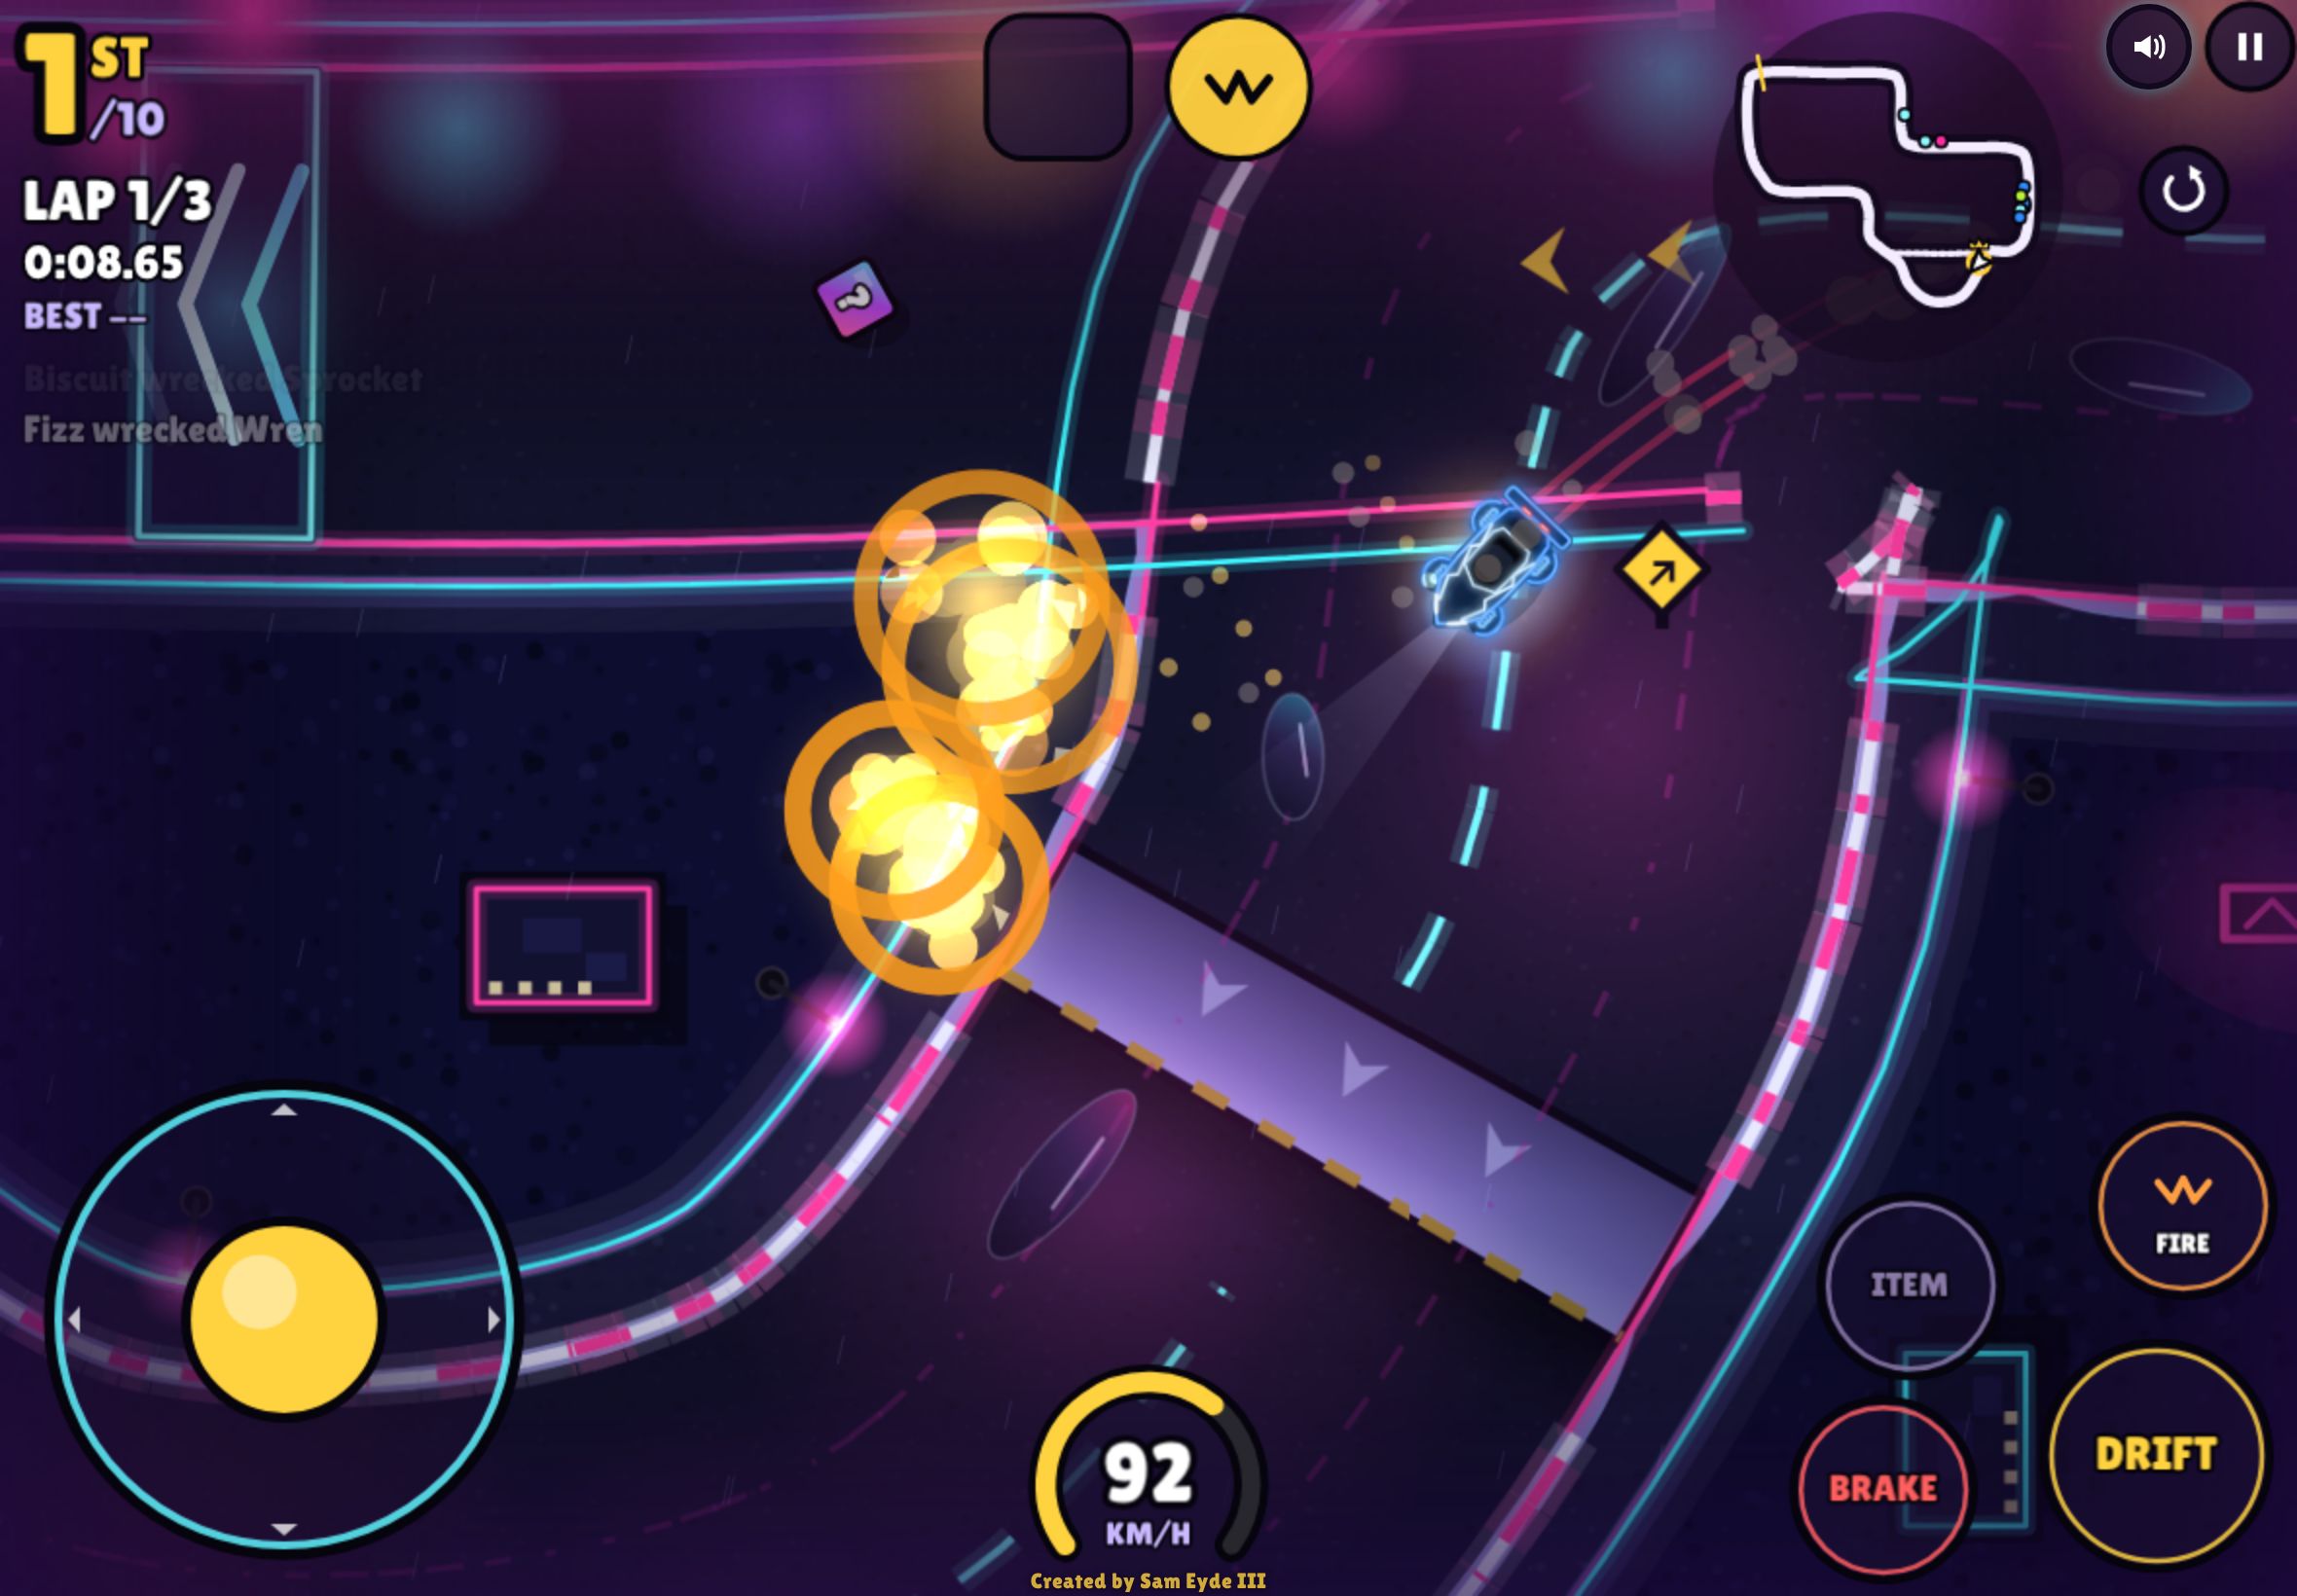 1ST
/10
LAP 1/3
0:08.65
BEST --
Biscuit wrecked Sprocket
Fizz wrecked Wren
?
FIRE
ITEM
BRAKE
DRIFT
92
KM/H
Created by Sam Eyde III